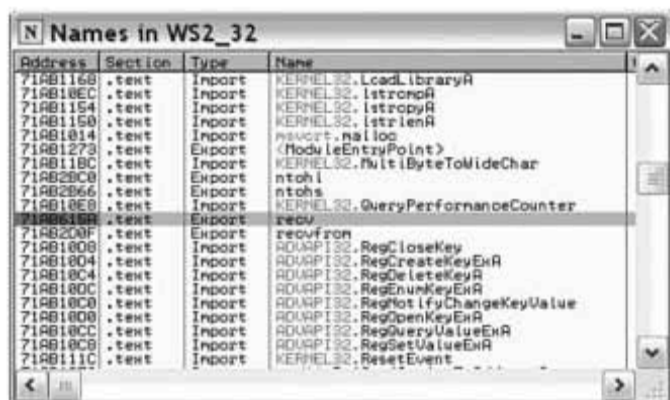 N Names in WS2_32
Address Section Type Name
71AB1168 .text Import KERNEL32.LoadLibraryA
71AB10EC .text Import KERNEL32.lstrcmpA
71AB1154 .text Import KERNEL32.lstrcpyA
71AB1150 .text Import KERNEL32.lstrlenA
71AB1014 .text Import msvcrt.malloc
71AB1273 .text Export <ModuleEntryPoint>
71AB11BC .text Import KERNEL32.MultiByteToWideChar
71AB2BC0 .text Export ntohl
71AB2B66 .text Export ntohs
71AB10E8 .text Import KERNEL32.QueryPerformanceCounter
71AB615A .text Export recv
71AB2D0F .text Export recvfrom
71AB10D8 .text Import ADVAPI32.RegCloseKey
71AB10D4 .text Import ADVAPI32.RegCreateKeyExA
71AB10C4 .text Import ADVAPI32.RegDeleteKeyA
71AB10DC .text Import ADVAPI32.RegEnumKeyExA
71AB10C0 .text Import ADVAPI32.RegNotifyChangeKeyValue
71AB10D0 .text Import ADVAPI32.RegOpenKeyExA
71AB10CC .text Import ADVAPI32.RegQueryValueExA
71AB10C8 .text Import ADVAPI32.RegSetValueExA
71AB111C .text Import KERNEL32.ResetEvent